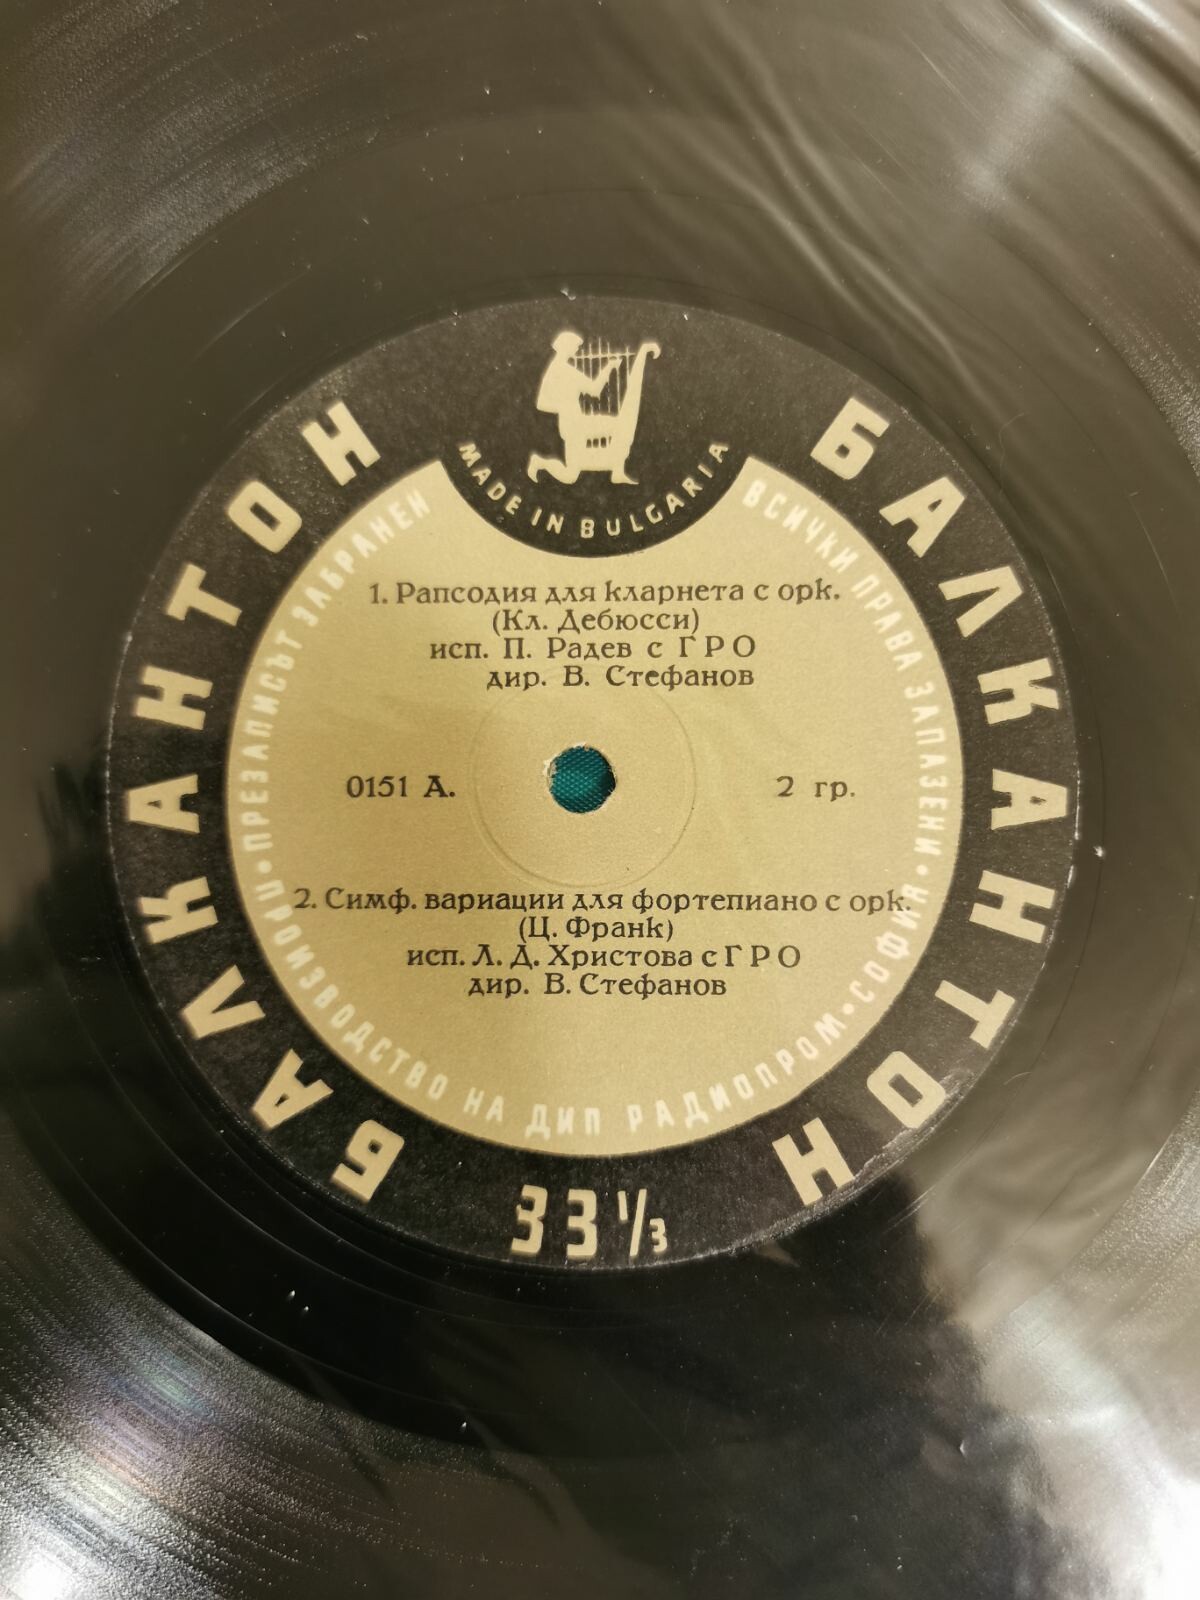 MADE IN BULGARIA
БАЛКАНТОН
БАЛКАНТОН
33 1/3
ВСИЧКИ ПРАВА ЗАПАЗЕНИ • СОФИЯ •
ПРОИЗВОДСТВО НА ДИП РАДИОПРОМ
• ПРЕЗАПИСЪТ ЗАБРАНЕН
1. Рапсодия для кларнета с орк.
(Кл. Дебюсси)
исп. П. Радев с ГРО
дир. В. Стефанов
0151 А.
2 гр.
2. Симф. вариации для фортепиано с орк.
(Ц. Франк)
исп. Л. Д. Христова с ГРО
дир. В. Стефанов